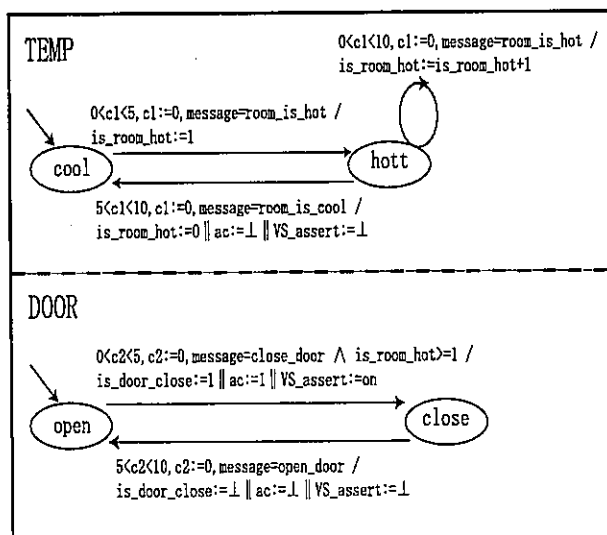 TEMP
0<c1<10, c1:=0, message=room_is_hot /
is_room_hot:=is_room_hot+1
0<c1<5, c1:=0, message=room_is_hot /
is_room_hot:=1
cool
hott
5<c1<10, c1:=0, message=room_is_cool /
is_room_hot:=0 ‖ ac:=⊥ ‖ VS_assert:=⊥
DOOR
0<c2<5, c2:=0, message=close_door ∧ is_room_hot>=1 /
is_door_close:=1 ‖ ac:=1 ‖ VS_assert:=on
open
close
5<c2<10, c2:=0, message=open_door /
is_door_close:=⊥ ‖ ac:=⊥ ‖ VS_assert:=⊥